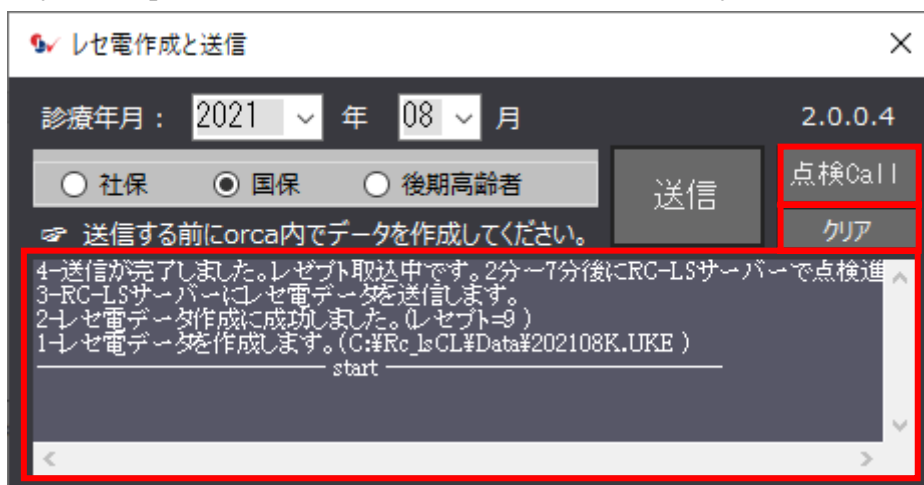 レセ電作成と送信
診療年月： 2021 年 08 月 2.0.0.4
社保 国保 後期高齢者 送信 点検Call
☞ 送信する前にorca内でデータを作成してください。 クリア
4-送信が完了しました。レセプト取込中です。2分～7分後にRC-LSサーバーで点検進
3-RC-LSサーバーにレセ電データを送信します。
2-レセ電データ作成に成功しました。(レセプト=9 )
1-レセ電データを作成します。(C:¥Rc_lsCL¥Data¥202108K.UKE )
start